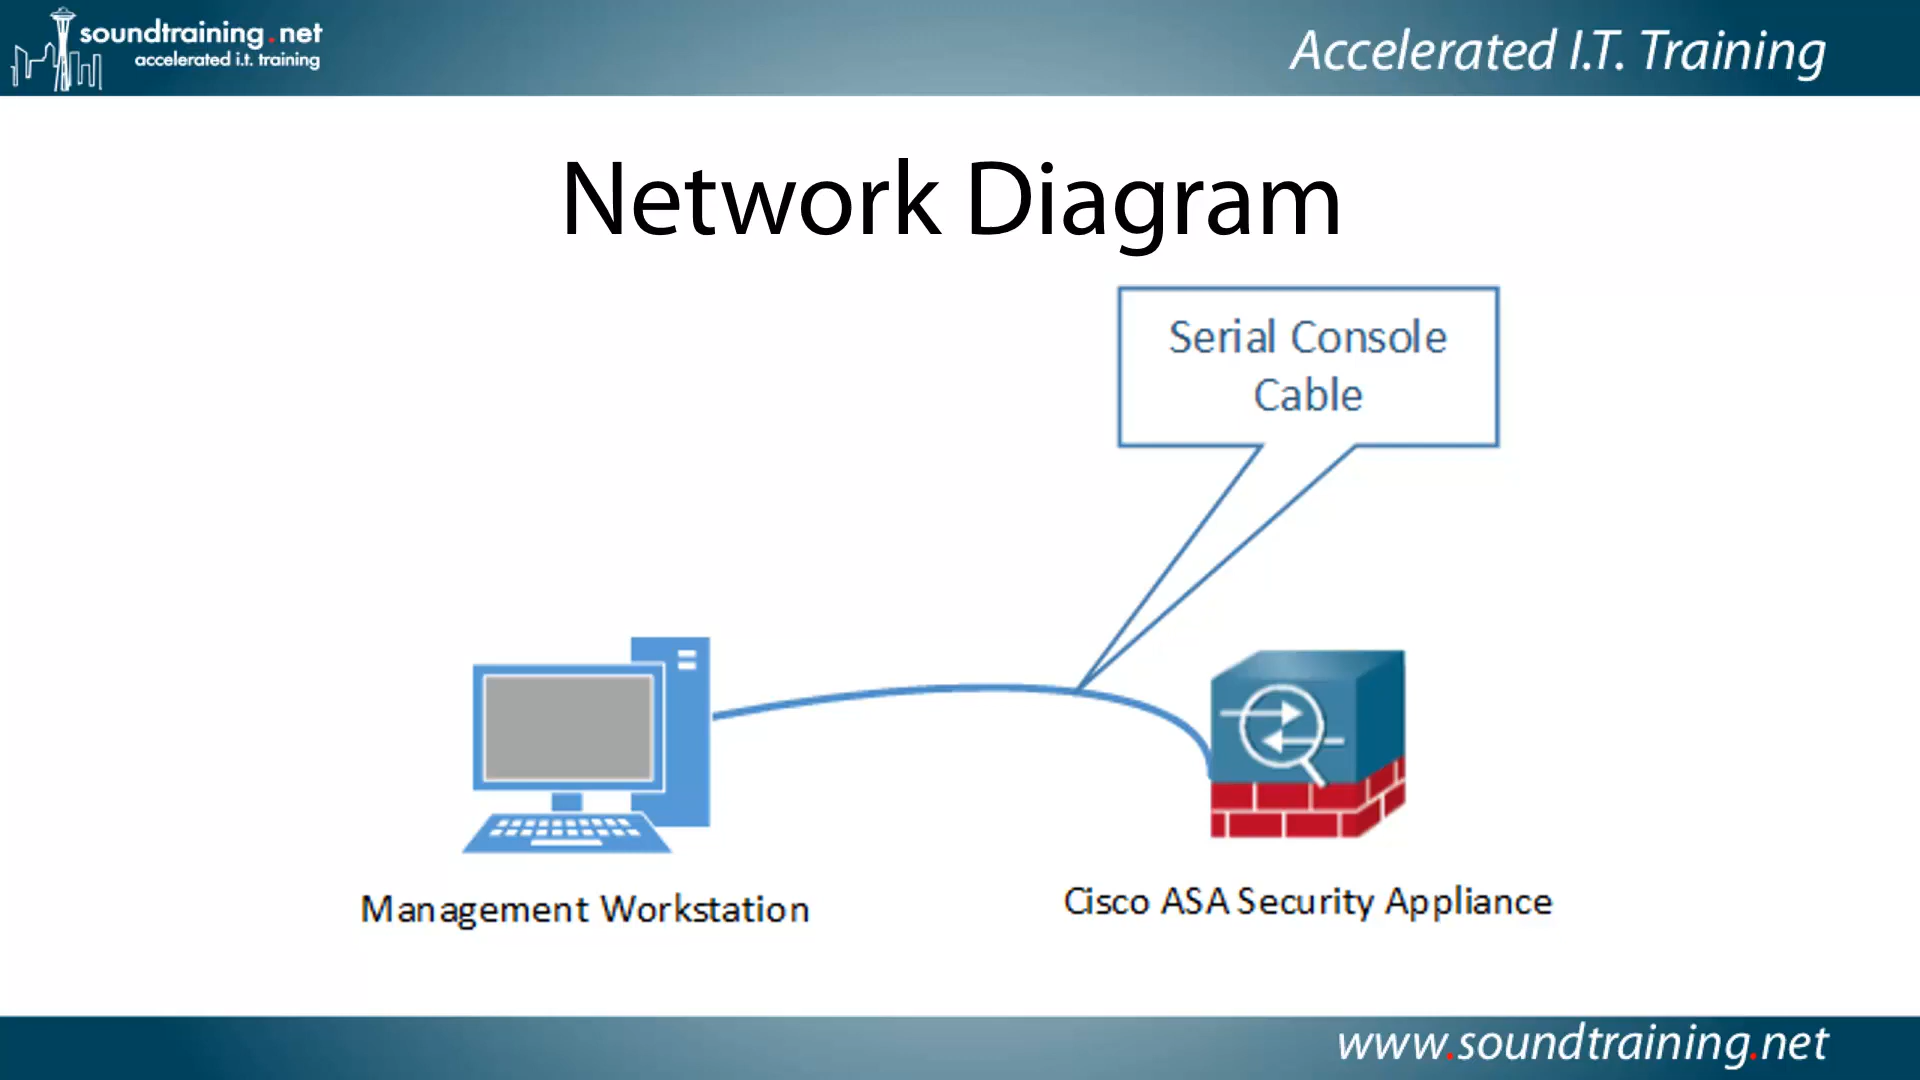 soundtraining.net
accelerated i.t. training
Accelerated I.T. Training
Network Diagram
Serial Console
Cable
Management Workstation
Cisco ASA Security Appliance
www.soundtraining.net